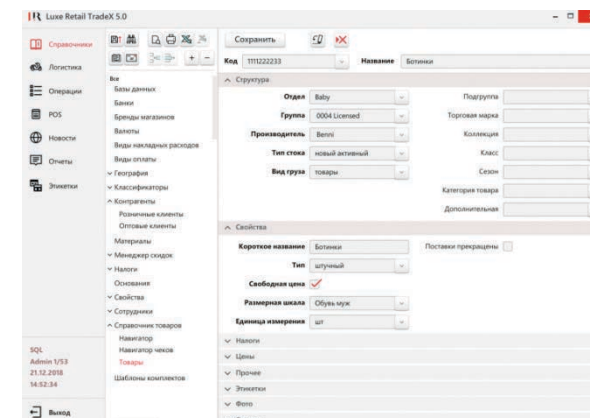 Luxe Retail TradeX 5.0
Справочники
Логистика
Операции
POS
Новости
Отчеты
Этикетки
SQL
Admin 1/53
21.12.2018
14:52:34
Выход
Все
Базы данных
Банки
Бренды магазинов
Валюты
Виды накладных расходов
Виды оплаты
География
Классификаторы
Контрагенты
Розничные клиенты
Оптовые клиенты
Материалы
Менеджер скидок
Налоги
Основания
Свойства
Сотрудники
Справочник товаров
Навигатор
Навигатор чеков
Товары
Шаблоны комплектов
Сохранить
Код 1111222233 Название Ботинки
Структура
Отдел Baby Подгруппа
Группа 0004 Licensed Торговая марка
Производитель Benni Коллекция
Тип стока новый активный Класс
Вид груза товары Сезон
Категория товара
Дополнительная
Свойства
Короткое название Ботинки Поставки прекращены
Тип штучный
Свободная цена
Размерная шкала Обувь муж
Единица измерения шт
Налоги
Цены
Прочее
Этикетки
Фото